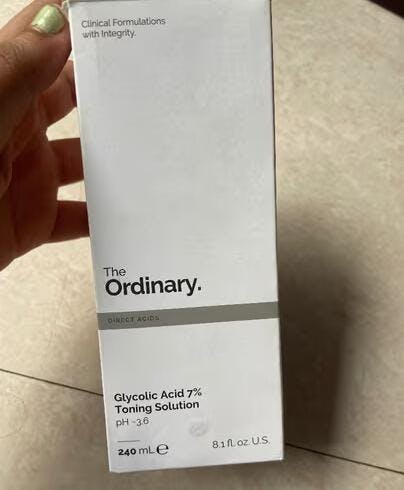 Clinical Formulations
with Integrity.
The
Ordinary.
DIRECT ACIDS
Glycolic Acid 7%
Toning Solution
pH ~3.6
240 mL e 8.1 fl. oz. U.S.